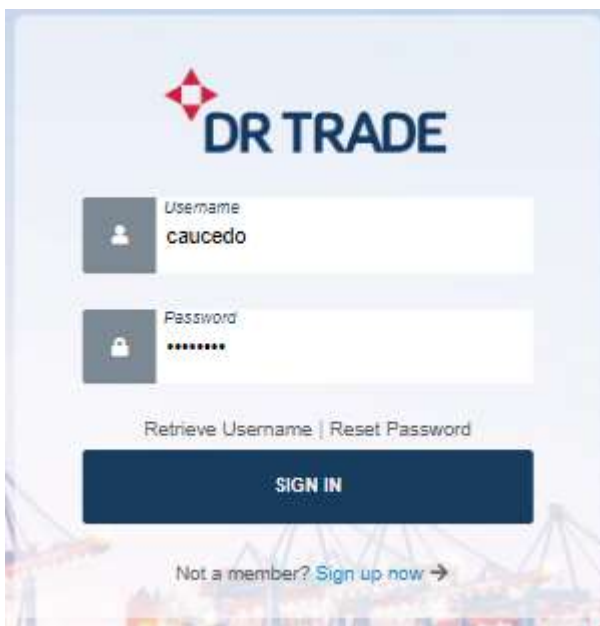 DR TRADE
Username
caucedo
Password
••••••••
Retrieve Username | Reset Password
SIGN IN
Not a member? Sign up now →